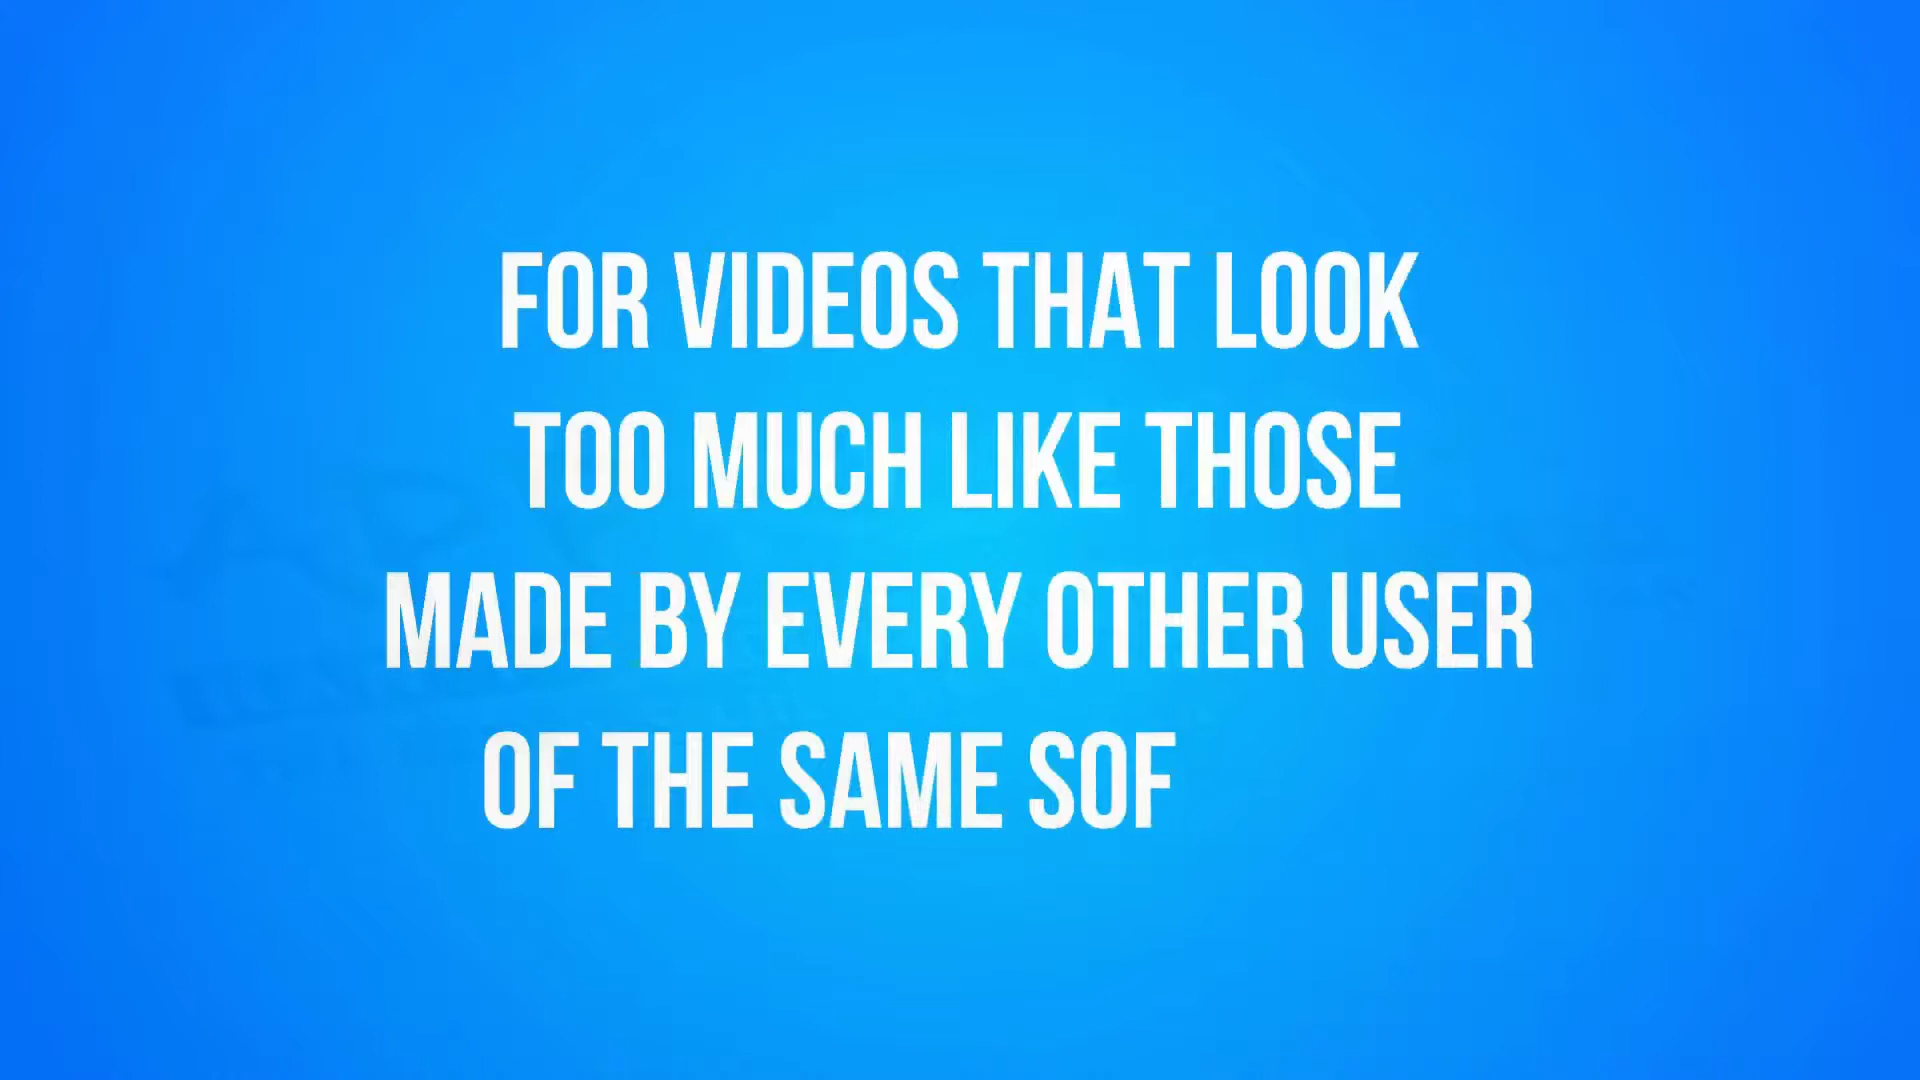 FOR VIDEOS THAT LOOK
TOO MUCH LIKE THOSE
MADE BY EVERY OTHER USER
OF THE SAME SOF